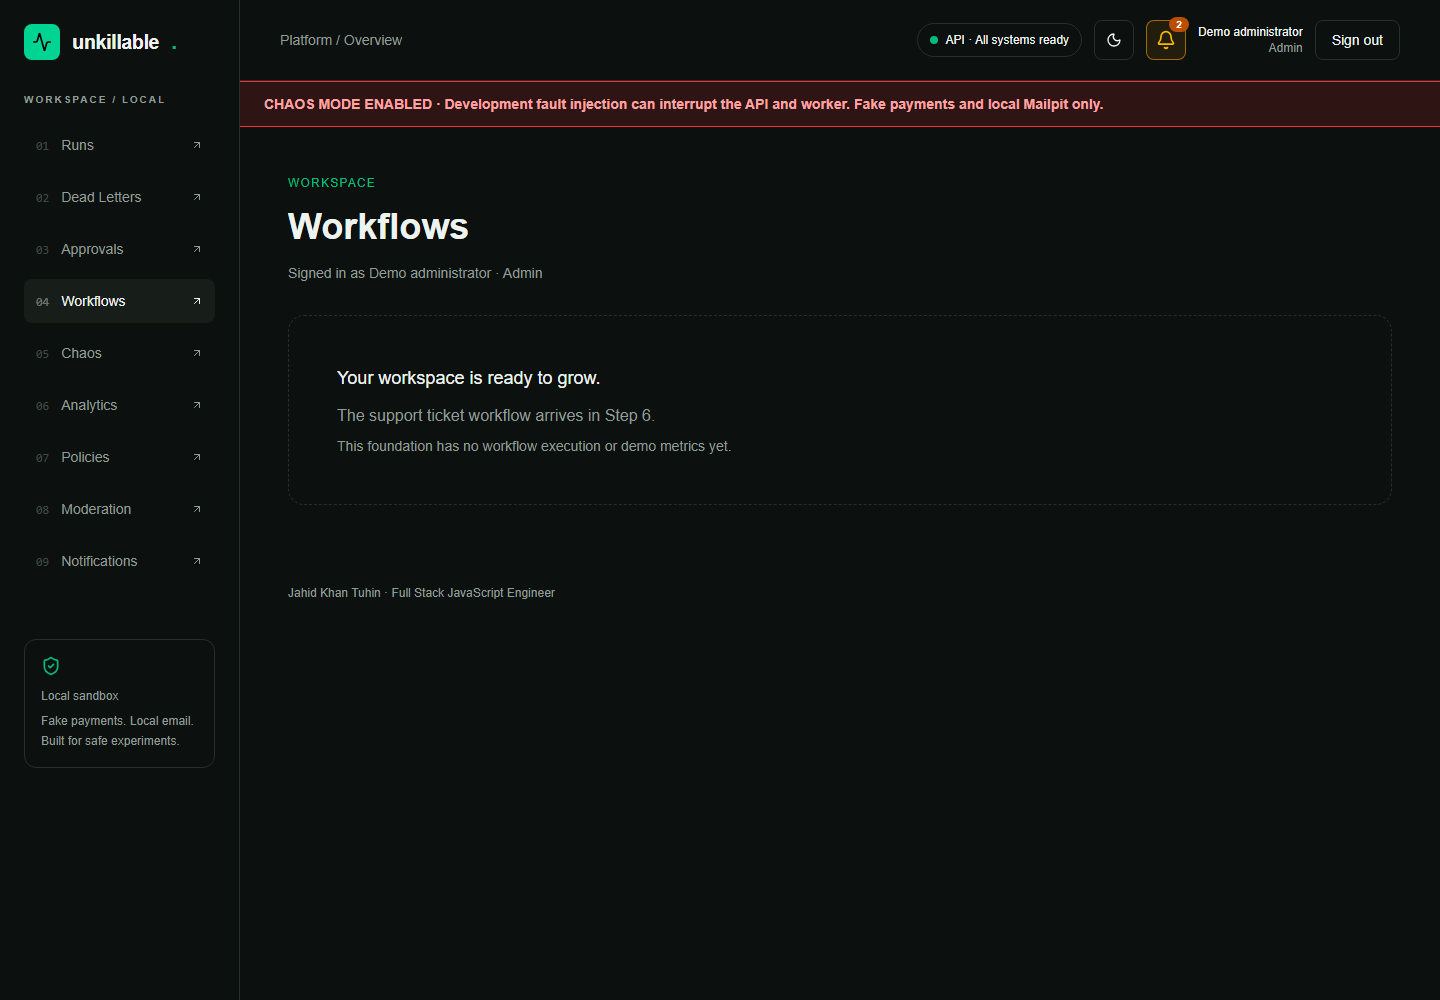 unkillable .
WORKSPACE / LOCAL
01 Runs
02 Dead Letters
03 Approvals
04 Workflows
05 Chaos
06 Analytics
07 Policies
08 Moderation
09 Notifications
Local sandbox
Fake payments. Local email.
Built for safe experiments.
Platform / Overview
API · All systems ready
2
Demo administrator
Admin
Sign out
CHAOS MODE ENABLED · Development fault injection can interrupt the API and worker. Fake payments and local Mailpit only.
WORKSPACE
Workflows
Signed in as Demo administrator · Admin
Your workspace is ready to grow.
The support ticket workflow arrives in Step 6.
This foundation has no workflow execution or demo metrics yet.
Jahid Khan Tuhin · Full Stack JavaScript Engineer